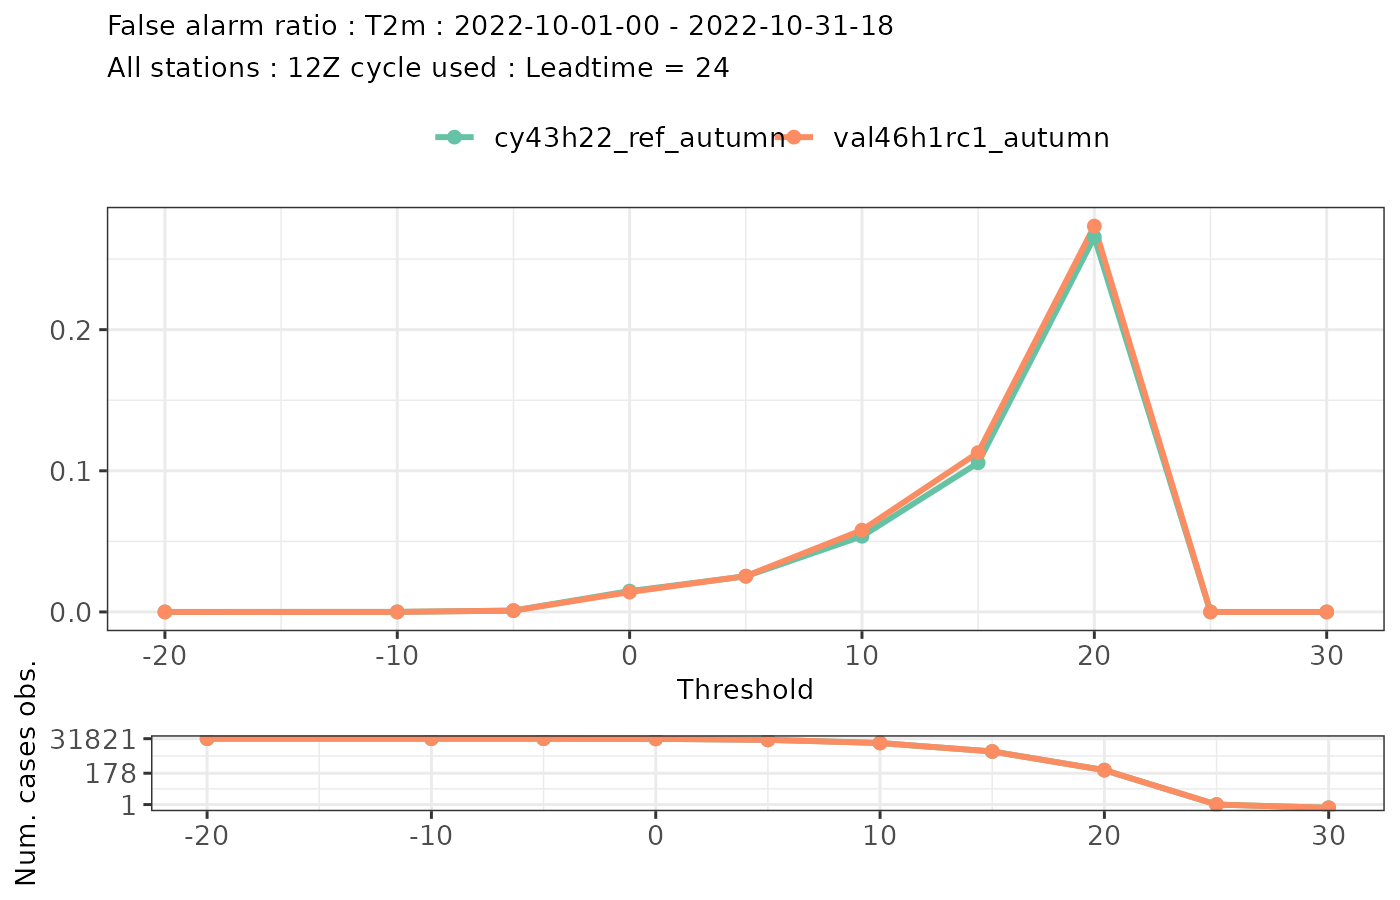 False alarm ratio : T2m : 2022-10-01-00 - 2022-10-31-18
All stations : 12Z cycle used : Leadtime = 24
cy43h22_ref_autumn val46h1rc1_autumn
0.2
0.1
0.0
-20 -10 0 10 20 30
Threshold
Num. cases obs.
31821
178
1
-20 -10 0 10 20 30